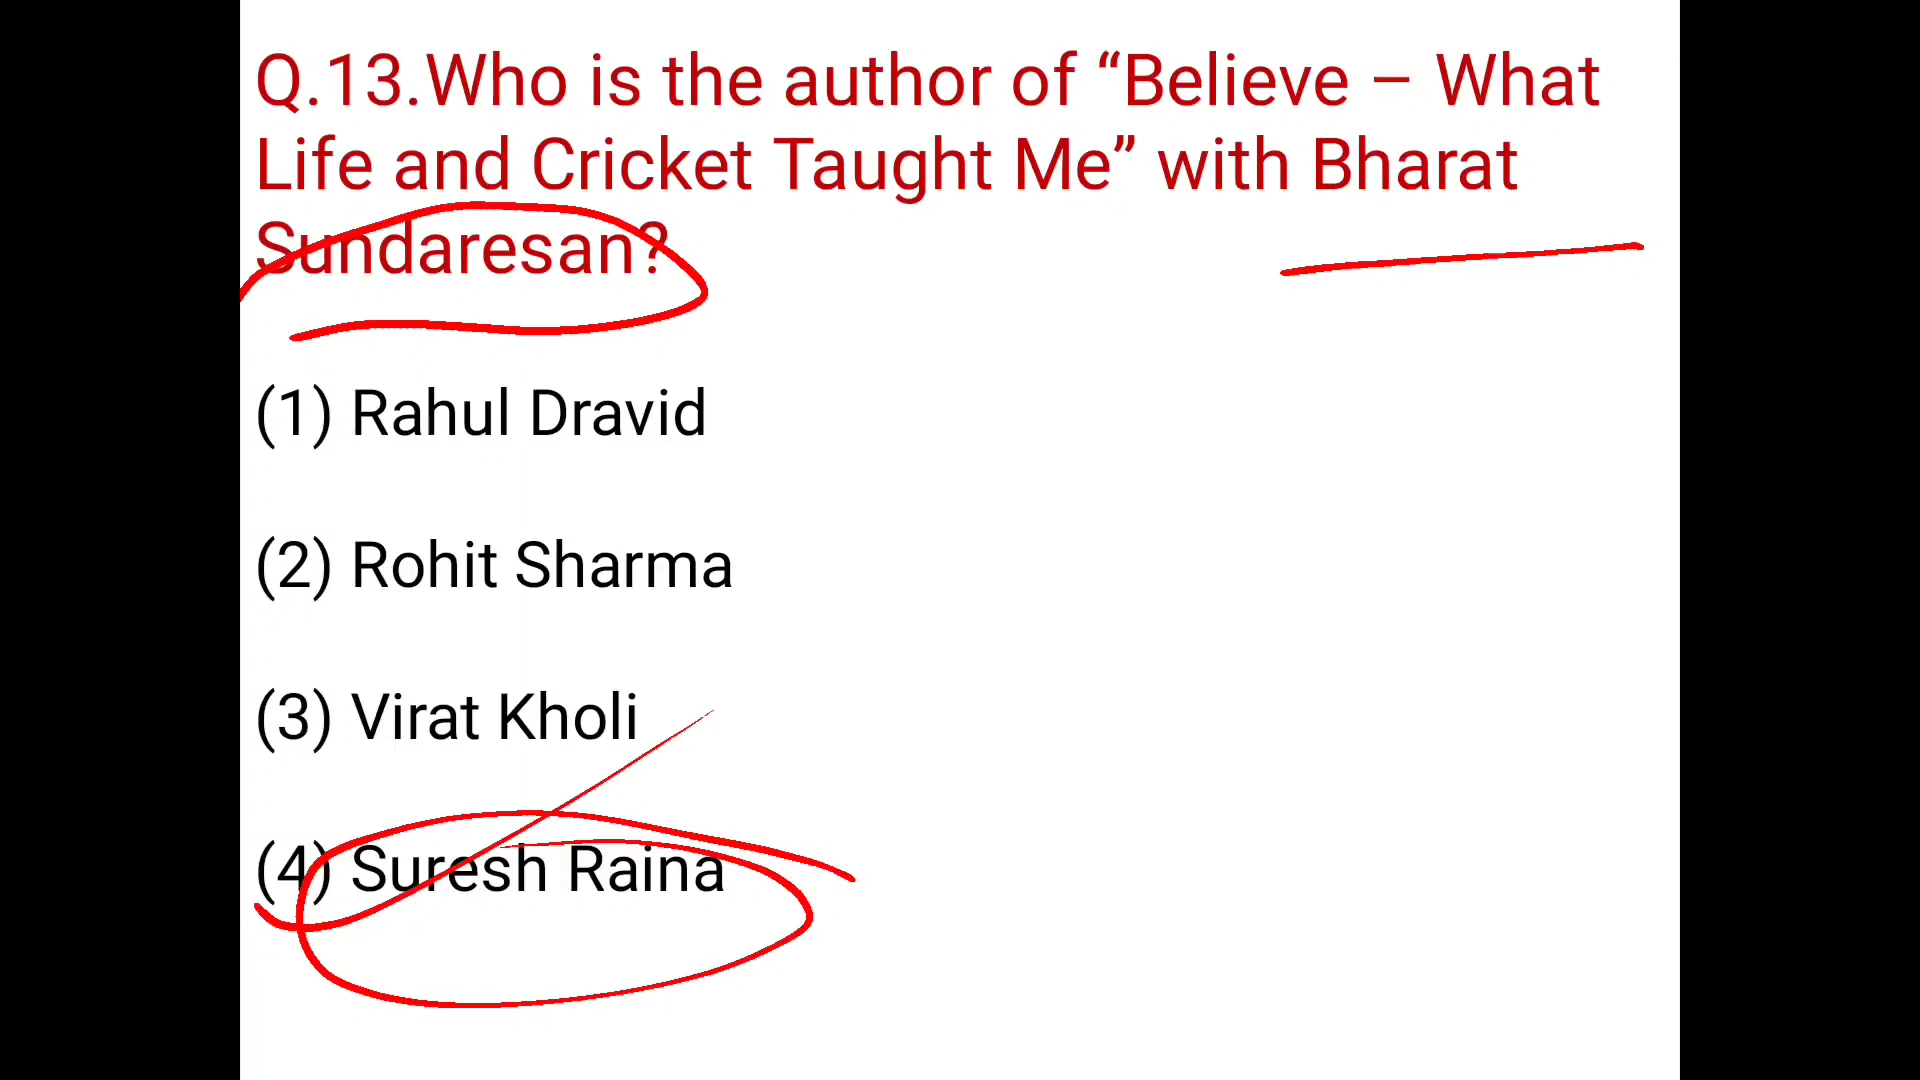 Q.13.Who is the author of “Believe – What
Life and Cricket Taught Me” with Bharat
Sundaresan?
(1) Rahul Dravid
(2) Rohit Sharma
(3) Virat Kholi
(4) Suresh Raina